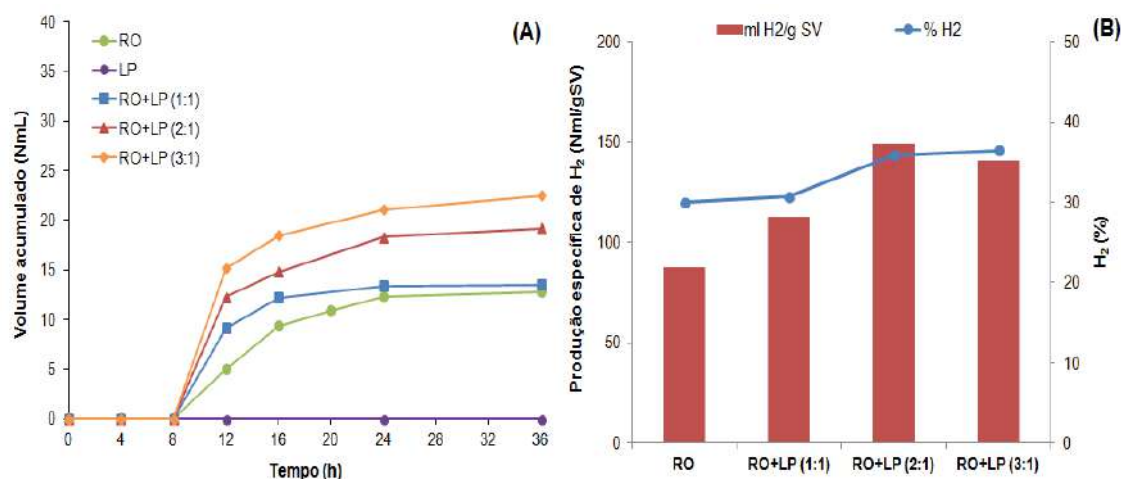 (A)
RO
LP
RO+LP (1:1)
RO+LP (2:1)
RO+LP (3:1)
Volume acumulado (NmL)
40
35
30
25
20
15
10
5
0
0 4 8 12 16 20 24 28 32 36
Tempo (h)
(B)
ml H2/g SV % H2
Produção específica de H₂ (Nml/gSV)
200
150
100
50
0
H₂ (%)
50
40
30
20
10
0
RO RO+LP (1:1) RO+LP (2:1) RO+LP (3:1)